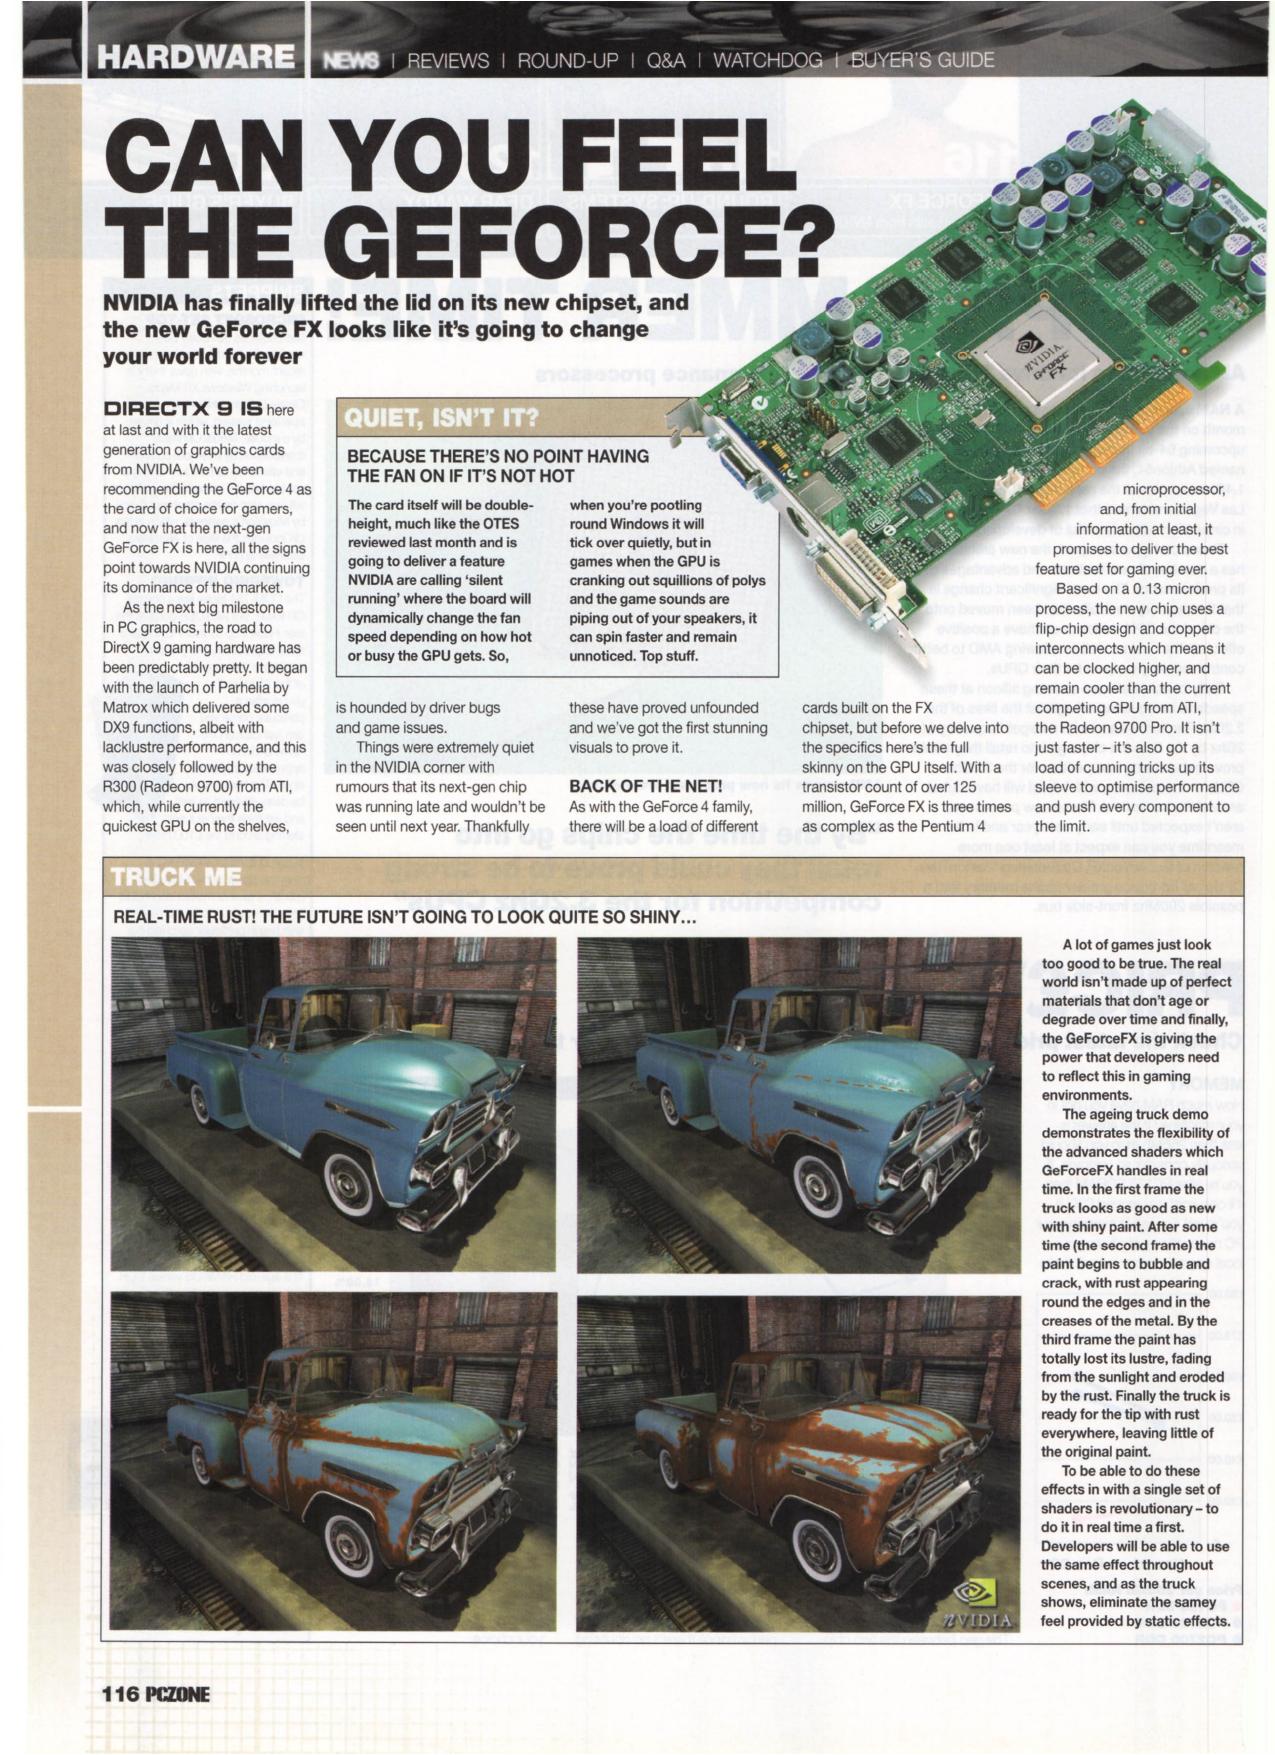 HARDWARE
NEWS | REVIEWS | ROUND-UP | Q&A | WATCHDOG | BUYER'S GUIDE
CAN YOU FEEL
THE GEFORCE?
NVIDIA has finally lifted the lid on its new chipset, and
the new GeForce FX looks like it's going to change
your world forever
DIRECTX 9 IS here
at last and with it the latest
generation of graphics cards
from NVIDIA. We've been
recommending the GeForce 4 as
the card of choice for gamers,
and now that the next-gen
GeForce FX is here, all the signs
point towards NVIDIA continuing
its dominance of the market.
As the next big milestone
in PC graphics, the road to
DirectX 9 gaming hardware has
been predictably pretty. It began
with the launch of Parhelia by
Matrox which delivered some
DX9 functions, albeit with
lacklustre performance, and this
was closely followed by the
R300 (Radeon 9700) from ATI,
which, while currently the
quickest GPU on the shelves,
QUIET, ISN'T IT?
BECAUSE THERE'S NO POINT HAVING
THE FAN ON IF IT'S NOT HOT
The card itself will be double-
height, much like the OTES
reviewed last month and is
going to deliver a feature
NVIDIA are calling 'silent
running' where the board will
dynamically change the fan
speed depending on how hot
or busy the GPU gets. So,
when you're pootling
round Windows it will
tick over quietly, but in
games when the GPU is
cranking out squillions of polys
and the game sounds are
piping out of your speakers, it
can spin faster and remain
unnoticed. Top stuff.
is hounded by driver bugs
and game issues.
Things were extremely quiet
in the NVIDIA corner with
rumours that its next-gen chip
was running late and wouldn't be
seen until next year. Thankfully
these have proved unfounded
and we've got the first stunning
visuals to prove it.
BACK OF THE NET!
As with the GeForce 4 family,
there will be a load of different
cards built on the FX
chipset, but before we delve into
the specifics here's the full
skinny on the GPU itself. With a
transistor count of over 125
million, GeForce FX is three times
as complex as the Pentium 4
microprocessor,
and, from initial
information at least, it
promises to deliver the best
feature set for gaming ever.
Based on a 0.13 micron
process, the new chip uses a
flip-chip design and copper
interconnects which means it
can be clocked higher, and
remain cooler than the current
competing GPU from ATI,
the Radeon 9700 Pro. It isn't
just faster – it's also got a
load of cunning tricks up its
sleeve to optimise performance
and push every component to
the limit.
NVIDIA
GEFORCE
FX
TRUCK ME
REAL-TIME RUST! THE FUTURE ISN'T GOING TO LOOK QUITE SO SHINY...
A lot of games just look
too good to be true. The real
world isn't made up of perfect
materials that don't age or
degrade over time and finally,
the GeForceFX is giving the
power that developers need
to reflect this in gaming
environments.
The ageing truck demo
demonstrates the flexibility of
the advanced shaders which
GeForceFX handles in real
time. In the first frame the
truck looks as good as new
with shiny paint. After some
time (the second frame) the
paint begins to bubble and
crack, with rust appearing
round the edges and in the
creases of the metal. By the
third frame the paint has
totally lost its lustre, fading
from the sunlight and eroded
by the rust. Finally the truck is
ready for the tip with rust
everywhere, leaving little of
the original paint.
To be able to do these
effects in with a single set of
shaders is revolutionary – to
do it in real time a first.
Developers will be able to use
the same effect throughout
scenes, and as the truck
shows, eliminate the samey
feel provided by static effects.
NVIDIA
116 PCZONE